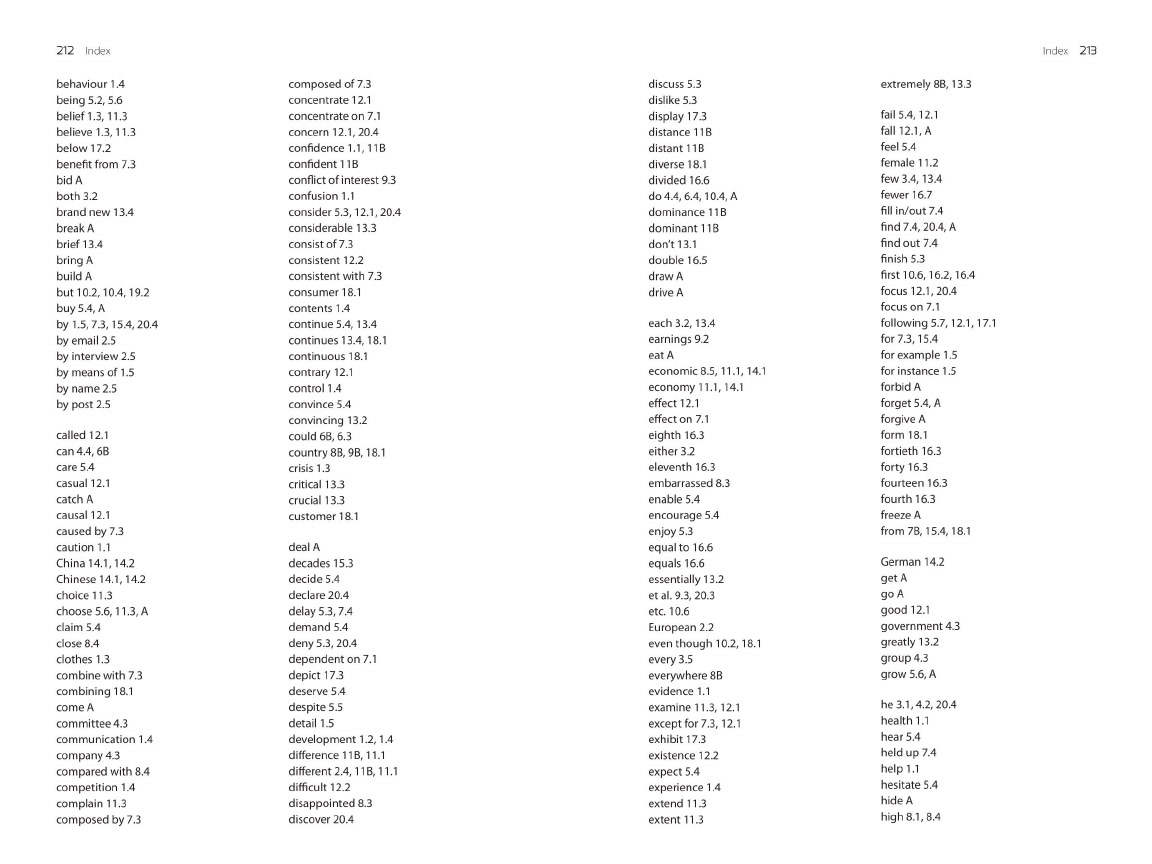 212 Index
behaviour 1.4
being 5.2, 5.6
belief 1.3, 11.3
believe 1.3, 11.3
below 17.2
benefit from 7.3
bid A
both 3.2
brand new 13.4
break A
brief 13.4
bring A
build A
but 10.2, 10.4, 19.2
buy 5.4, A
by 1.5, 7.3, 15.4, 20.4
by email 2.5
by interview 2.5
by means of 1.5
by name 2.5
by post 2.5
called 12.1
can 4.4, 6B
care 5.4
casual 12.1
catch A
causal 12.1
caused by 7.3
caution 1.1
China 14.1, 14.2
Chinese 14.1, 14.2
choice 11.3
choose 5.6, 11.3, A
claim 5.4
close 8.4
clothes 1.3
combine with 7.3
combining 18.1
come A
committee 4.3
communication 1.4
company 4.3
compared with 8.4
competition 1.4
complain 11.3
composed by 7.3
composed of 7.3
concentrate 12.1
concentrate on 7.1
concern 12.1, 20.4
confidence 1.1, 11B
confident 11B
conflict of interest 9.3
confusion 1.1
consider 5.3, 12.1, 20.4
considerable 13.3
consist of 7.3
consistent 12.2
consistent with 7.3
consumer 18.1
contents 1.4
continue 5.4, 13.4
continues 13.4, 18.1
continuous 18.1
contrary 12.1
control 1.4
convince 5.4
convincing 13.2
could 6B, 6.3
country 8B, 9B, 18.1
crisis 1.3
critical 13.3
crucial 13.3
customer 18.1
deal A
decades 15.3
decide 5.4
declare 20.4
delay 5.3, 7.4
demand 5.4
deny 5.3, 20.4
dependent on 7.1
depict 17.3
deserve 5.4
despite 5.5
detail 1.5
development 1.2, 1.4
difference 11B, 11.1
different 2.4, 11B, 11.1
difficult 12.2
disappointed 8.3
discover 20.4
Index 213
discuss 5.3
dislike 5.3
display 17.3
distance 11B
distant 11B
diverse 18.1
divided 16.6
do 4.4, 6.4, 10.4, A
dominance 11B
dominant 11B
don't 13.1
double 16.5
draw A
drive A
each 3.2, 13.4
earnings 9.2
eat A
economic 8.5, 11.1, 14.1
economy 11.1, 14.1
effect 12.1
effect on 7.1
eighth 16.3
either 3.2
eleventh 16.3
embarrassed 8.3
enable 5.4
encourage 5.4
enjoy 5.3
equal to 16.6
equals 16.6
essentially 13.2
et al. 9.3, 20.3
etc. 10.6
European 2.2
even though 10.2, 18.1
every 3.5
everywhere 8B
evidence 1.1
examine 11.3, 12.1
except for 7.3, 12.1
exhibit 17.3
existence 12.2
expect 5.4
experience 1.4
extend 11.3
extent 11.3
extremely 8B, 13.3
fail 5.4, 12.1
fall 12.1, A
feel 5.4
female 11.2
few 3.4, 13.4
fewer 16.7
fill in/out 7.4
find 7.4, 20.4, A
find out 7.4
finish 5.3
first 10.6, 16.2, 16.4
focus 12.1, 20.4
focus on 7.1
following 5.7, 12.1, 17.1
for 7.3, 15.4
for example 1.5
for instance 1.5
forbid A
forget 5.4, A
forgive A
form 18.1
fortieth 16.3
forty 16.3
fourteen 16.3
fourth 16.3
freeze A
from 7B, 15.4, 18.1
German 14.2
get A
go A
good 12.1
government 4.3
greatly 13.2
group 4.3
grow 5.6, A
he 3.1, 4.2, 20.4
health 1.1
hear 5.4
held up 7.4
help 1.1
hesitate 5.4
hide A
high 8.1, 8.4